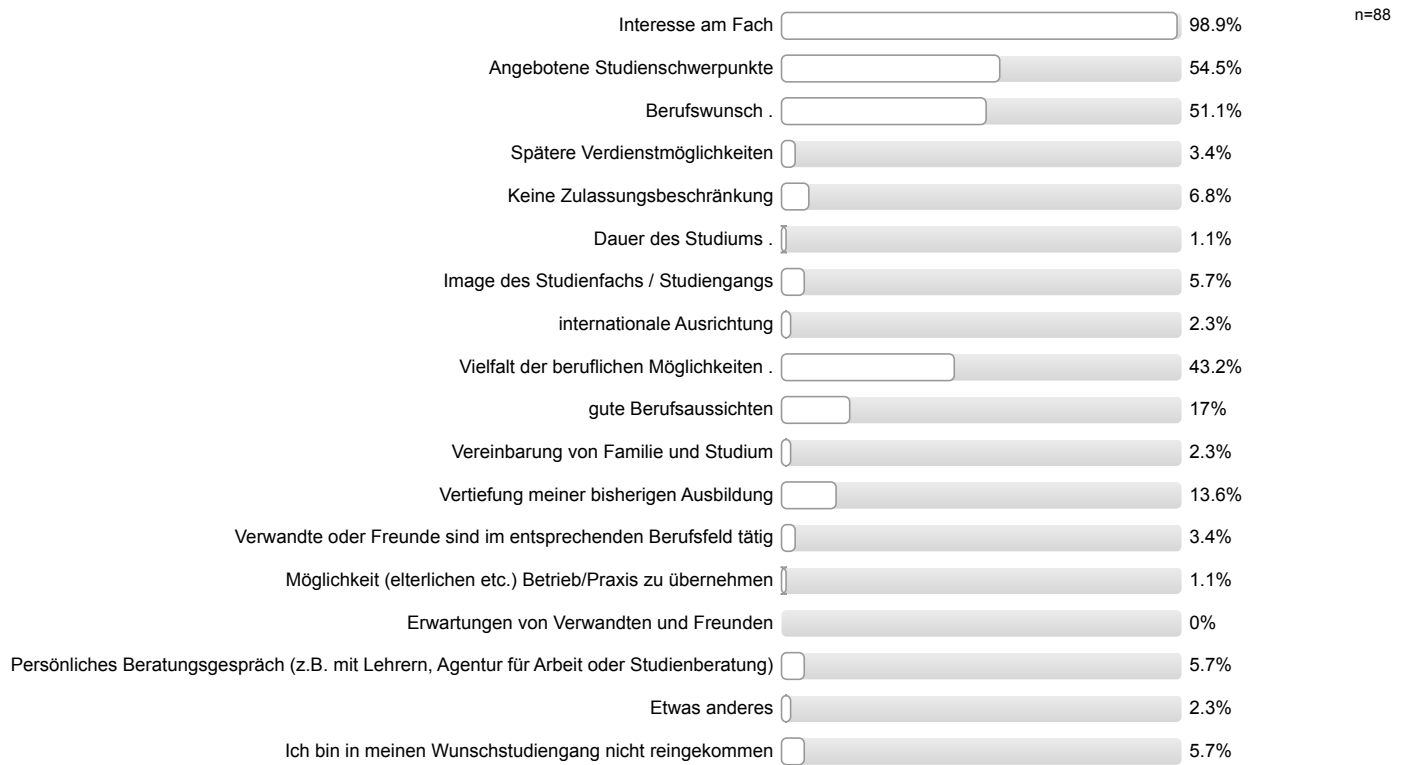 Interesse am Fach 98.9% n=88
Angebotene Studienschwerpunkte 54.5%
Berufswunsch . 51.1%
Spätere Verdienstmöglichkeiten 3.4%
Keine Zulassungsbeschränkung 6.8%
Dauer des Studiums . 1.1%
Image des Studienfachs / Studiengangs 5.7%
internationale Ausrichtung 2.3%
Vielfalt der beruflichen Möglichkeiten . 43.2%
gute Berufsaussichten 17%
Vereinbarung von Familie und Studium 2.3%
Vertiefung meiner bisherigen Ausbildung 13.6%
Verwandte oder Freunde sind im entsprechenden Berufsfeld tätig 3.4%
Möglichkeit (elterlichen etc.) Betrieb/Praxis zu übernehmen 1.1%
Erwartungen von Verwandten und Freunden 0%
Persönliches Beratungsgespräch (z.B. mit Lehrern, Agentur für Arbeit oder Studienberatung) 5.7%
Etwas anderes 2.3%
Ich bin in meinen Wunschstudiengang nicht reingekommen 5.7%